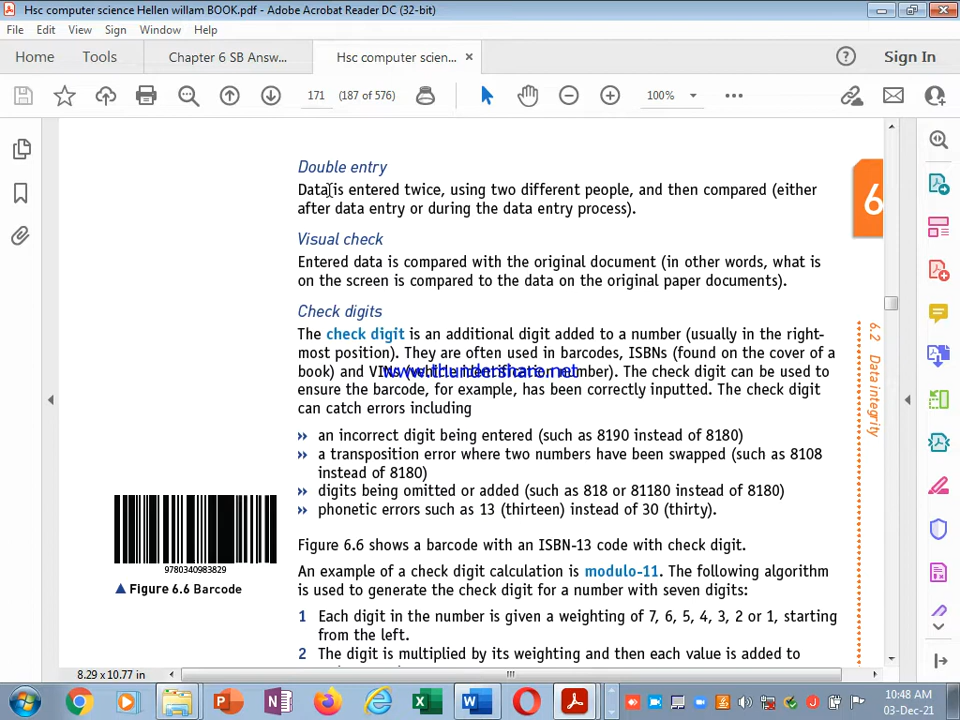 Hsc computer science Hellen willam BOOK.pdf - Adobe Acrobat Reader DC (32-bit)
File Edit View Sign Window Help
Home Tools Chapter 6 SB Answ... Hsc computer scien... × Sign In
171 (187 of 576) 100%
Double entry
Data is entered twice, using two different people, and then compared (either
after data entry or during the data entry process).
Visual check
Entered data is compared with the original document (in other words, what is
on the screen is compared to the data on the original paper documents).
Check digits
The check digit is an additional digit added to a number (usually in the right-
most position). They are often used in barcodes, ISBNs (found on the cover of a
book) and VINs number). The check digit can be used to
www.thundershare.net
ensure the barcode, for example, has been correctly inputted. The check digit
can catch errors including
» an incorrect digit being entered (such as 8190 instead of 8180)
» a transposition error where two numbers have been swapped (such as 8108
instead of 8180)
» digits being omitted or added (such as 818 or 81180 instead of 8180)
» phonetic errors such as 13 (thirteen) instead of 30 (thirty).
9780340983829
▲ Figure 6.6 Barcode
Figure 6.6 shows a barcode with an ISBN-13 code with check digit.
An example of a check digit calculation is modulo-11. The following algorithm
is used to generate the check digit for a number with seven digits:
1 Each digit in the number is given a weighting of 7, 6, 5, 4, 3, 2 or 1, starting
from the left.
2 The digit is multiplied by its weighting and then each value is added to
6
6.2 Data integrity
8.29 x 10.77 in
10:48 AM
03-Dec-21